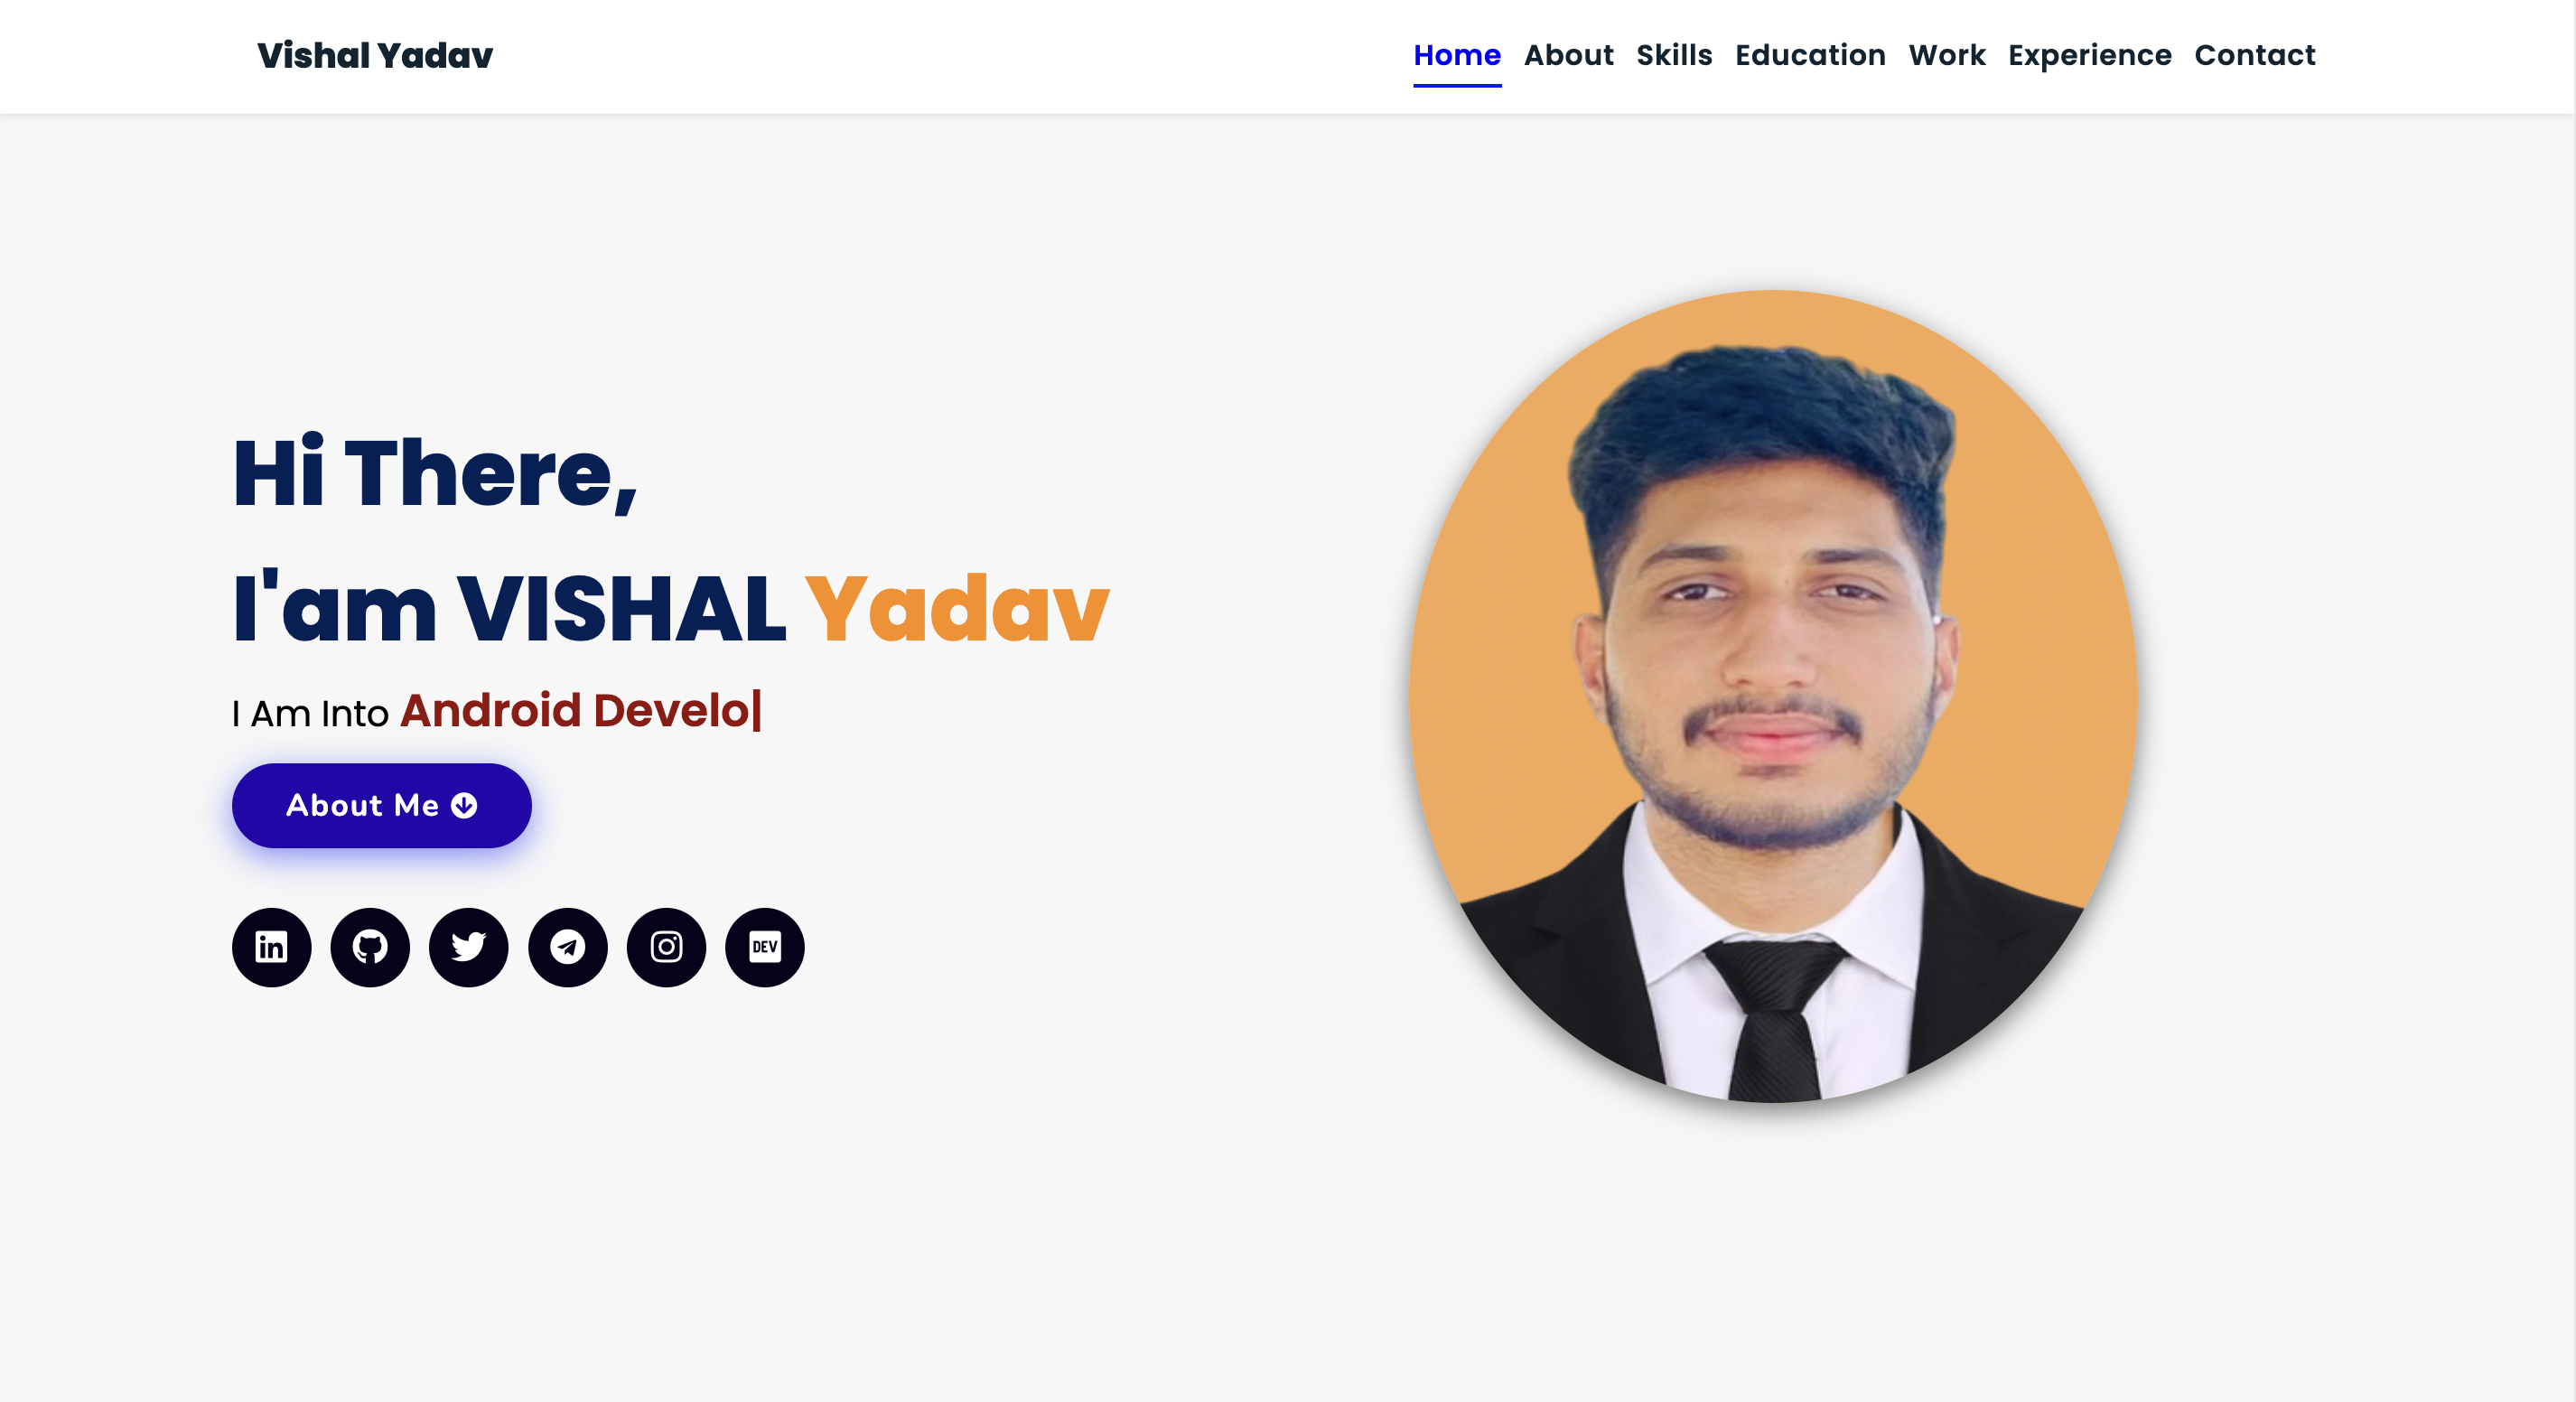 Vishal Yadav
Home About Skills Education Work Experience Contact
Hi There,
I'am VISHAL Yadav
I Am Into Android Develo|
About Me
in
DEV